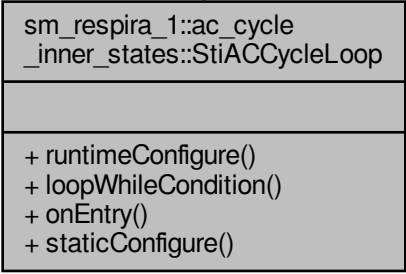 sm_respira_1::ac_cycle
_inner_states::StiACCycleLoop
+ runtimeConfigure()
+ loopWhileCondition()
+ onEntry()
+ staticConfigure()